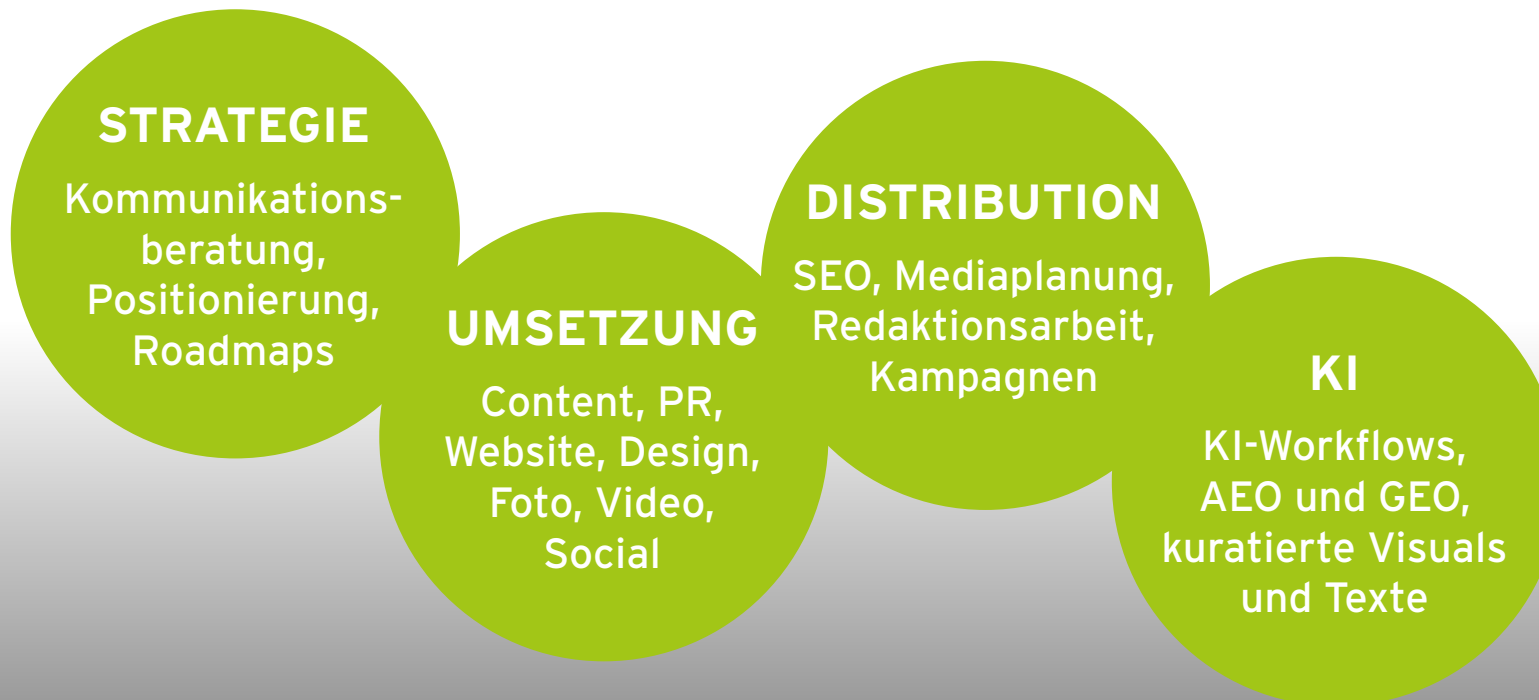 STRATEGIE
Kommunikations-
beratung,
Positionierung,
Roadmaps
UMSETZUNG
Content, PR,
Website, Design,
Foto, Video,
Social
DISTRIBUTION
SEO, Mediaplanung,
Redaktionsarbeit,
Kampagnen
KI
KI-Workflows,
AEO und GEO,
kuratierte Visuals
und Texte